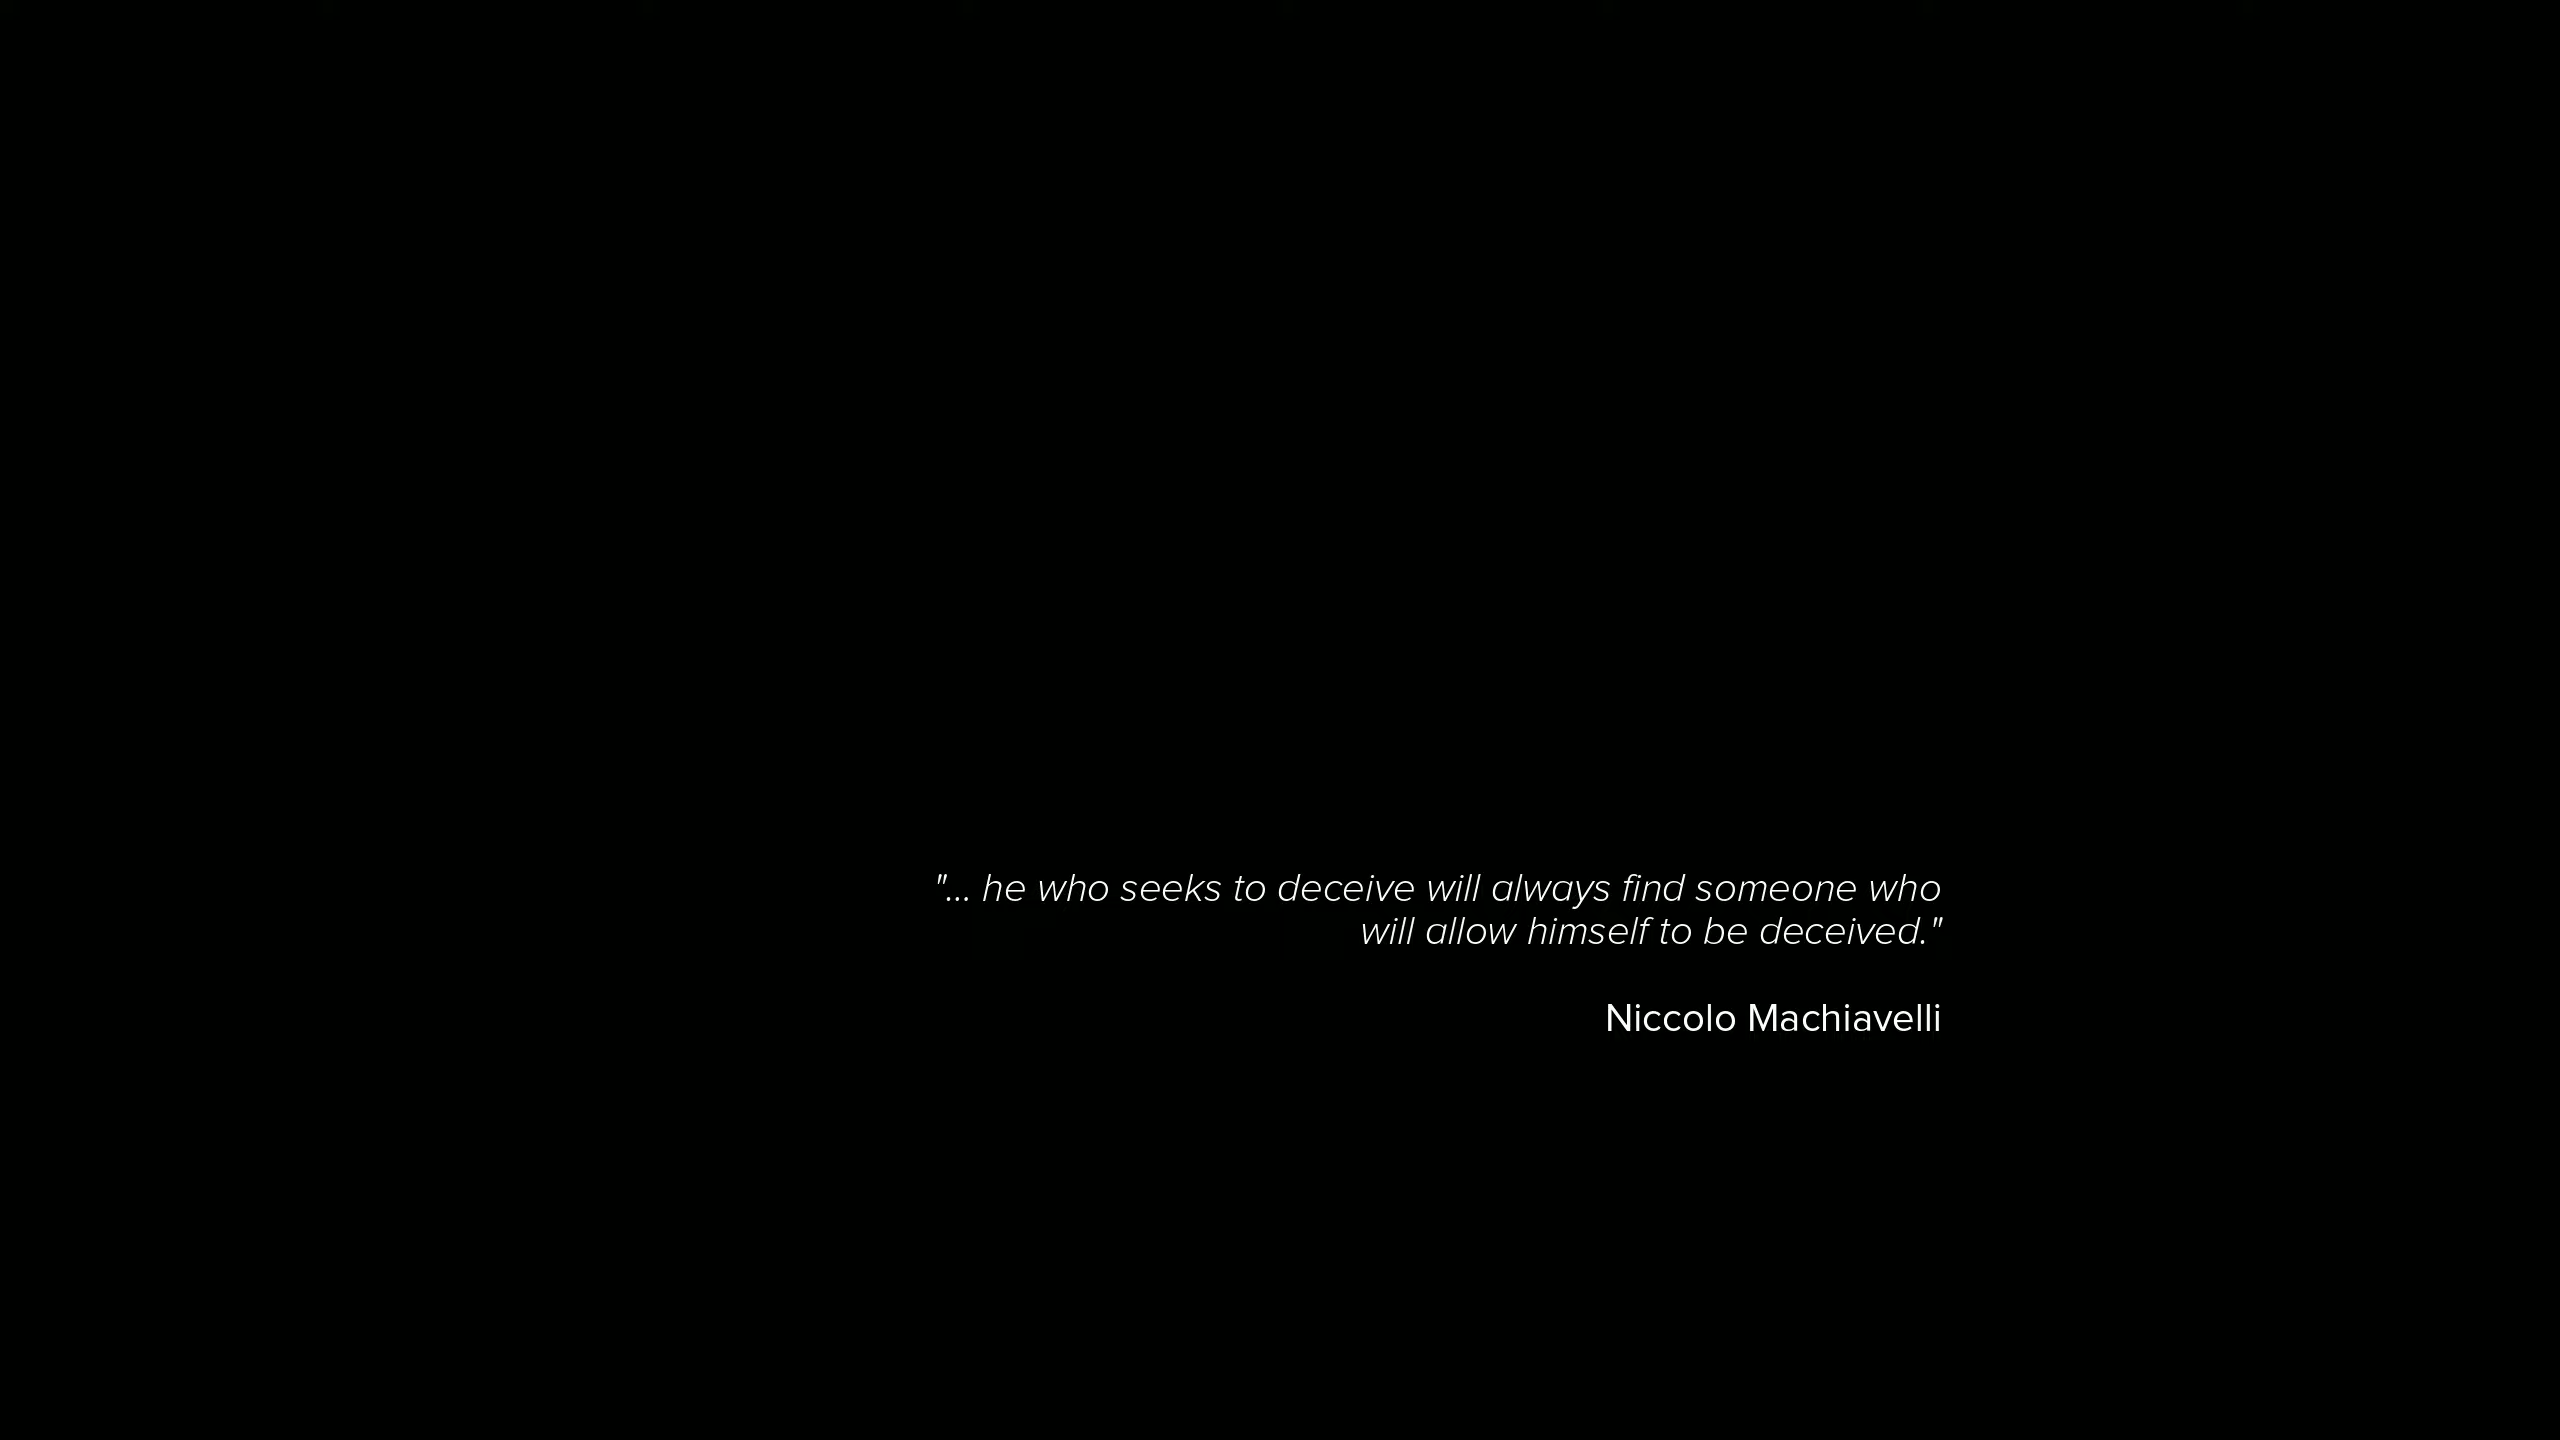 "... he who seeks to deceive will always find someone who
will allow himself to be deceived."
Niccolo Machiavelli